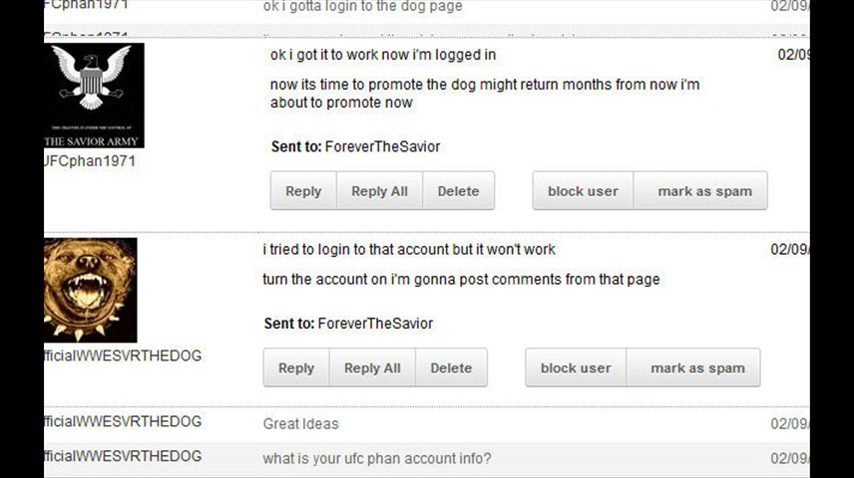 FCphan1971
ok i gotta login to the dog page
02/09/
ok i got it to work now i'm logged in
02/09
now its time to promote the dog might return months from now i'm
about to promote now
THE SAVIOR ARMY
UFCphan1971
Sent to: ForeverTheSavior
Reply
Reply All
Delete
block user
mark as spam
i tried to login to that account but it won't work
02/09/
turn the account on i'm gonna post comments from that page
Sent to: ForeverTheSavior
fficialWWESVRTHEDOG
Reply
Reply All
Delete
block user
mark as spam
fficialWWESVRTHEDOG
Great Ideas
02/09/
fficialWWESVRTHEDOG
what is your ufc phan account info?
02/09/